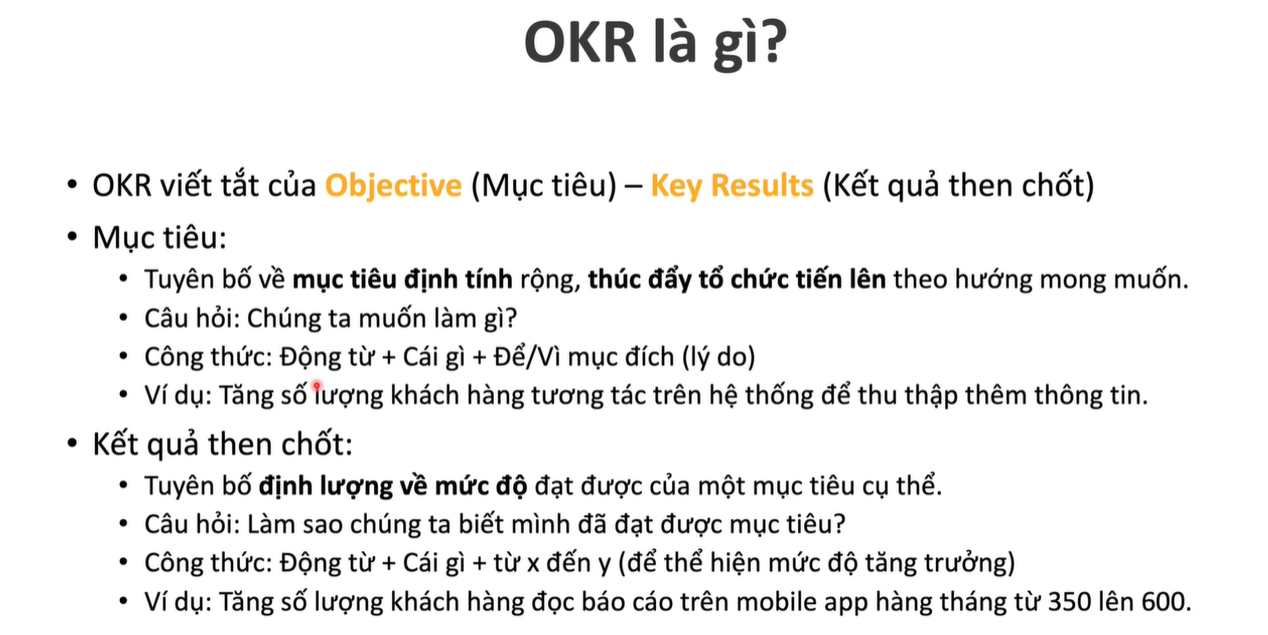 OKR là gì?
• OKR viết tắt của Objective (Mục tiêu) – Key Results (Kết quả then chốt)
• Mục tiêu:
• Tuyên bố về mục tiêu định tính rộng, thúc đẩy tổ chức tiến lên theo hướng mong muốn.
• Câu hỏi: Chúng ta muốn làm gì?
• Công thức: Động từ + Cái gì + Để/Vì mục đích (lý do)
• Ví dụ: Tăng số lượng khách hàng tương tác trên hệ thống để thu thập thêm thông tin.
• Kết quả then chốt:
• Tuyên bố định lượng về mức độ đạt được của một mục tiêu cụ thể.
• Câu hỏi: Làm sao chúng ta biết mình đã đạt được mục tiêu?
• Công thức: Động từ + Cái gì + từ x đến y (để thể hiện mức độ tăng trưởng)
• Ví dụ: Tăng số lượng khách hàng đọc báo cáo trên mobile app hàng tháng từ 350 lên 600.